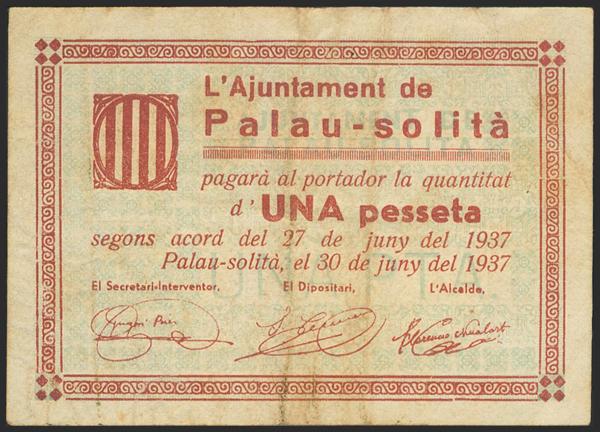 L'Ajuntament de
Palau-solità
pagarà al portador la quantitat
d' UNA pesseta
segons acord del 27 de juny del 1937
Palau-solità, el 30 de juny del 1937
El Secretari-Interventor, El Dipositari, L'Alcalde,